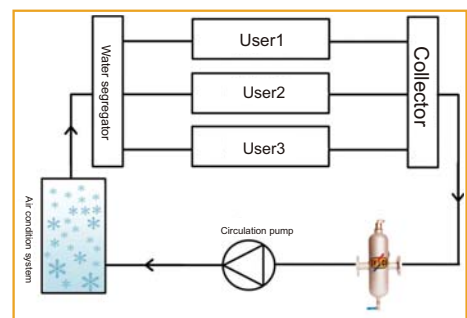 User1
User2
User3
Water segregator
Collector
Air condition system
Circulation pump